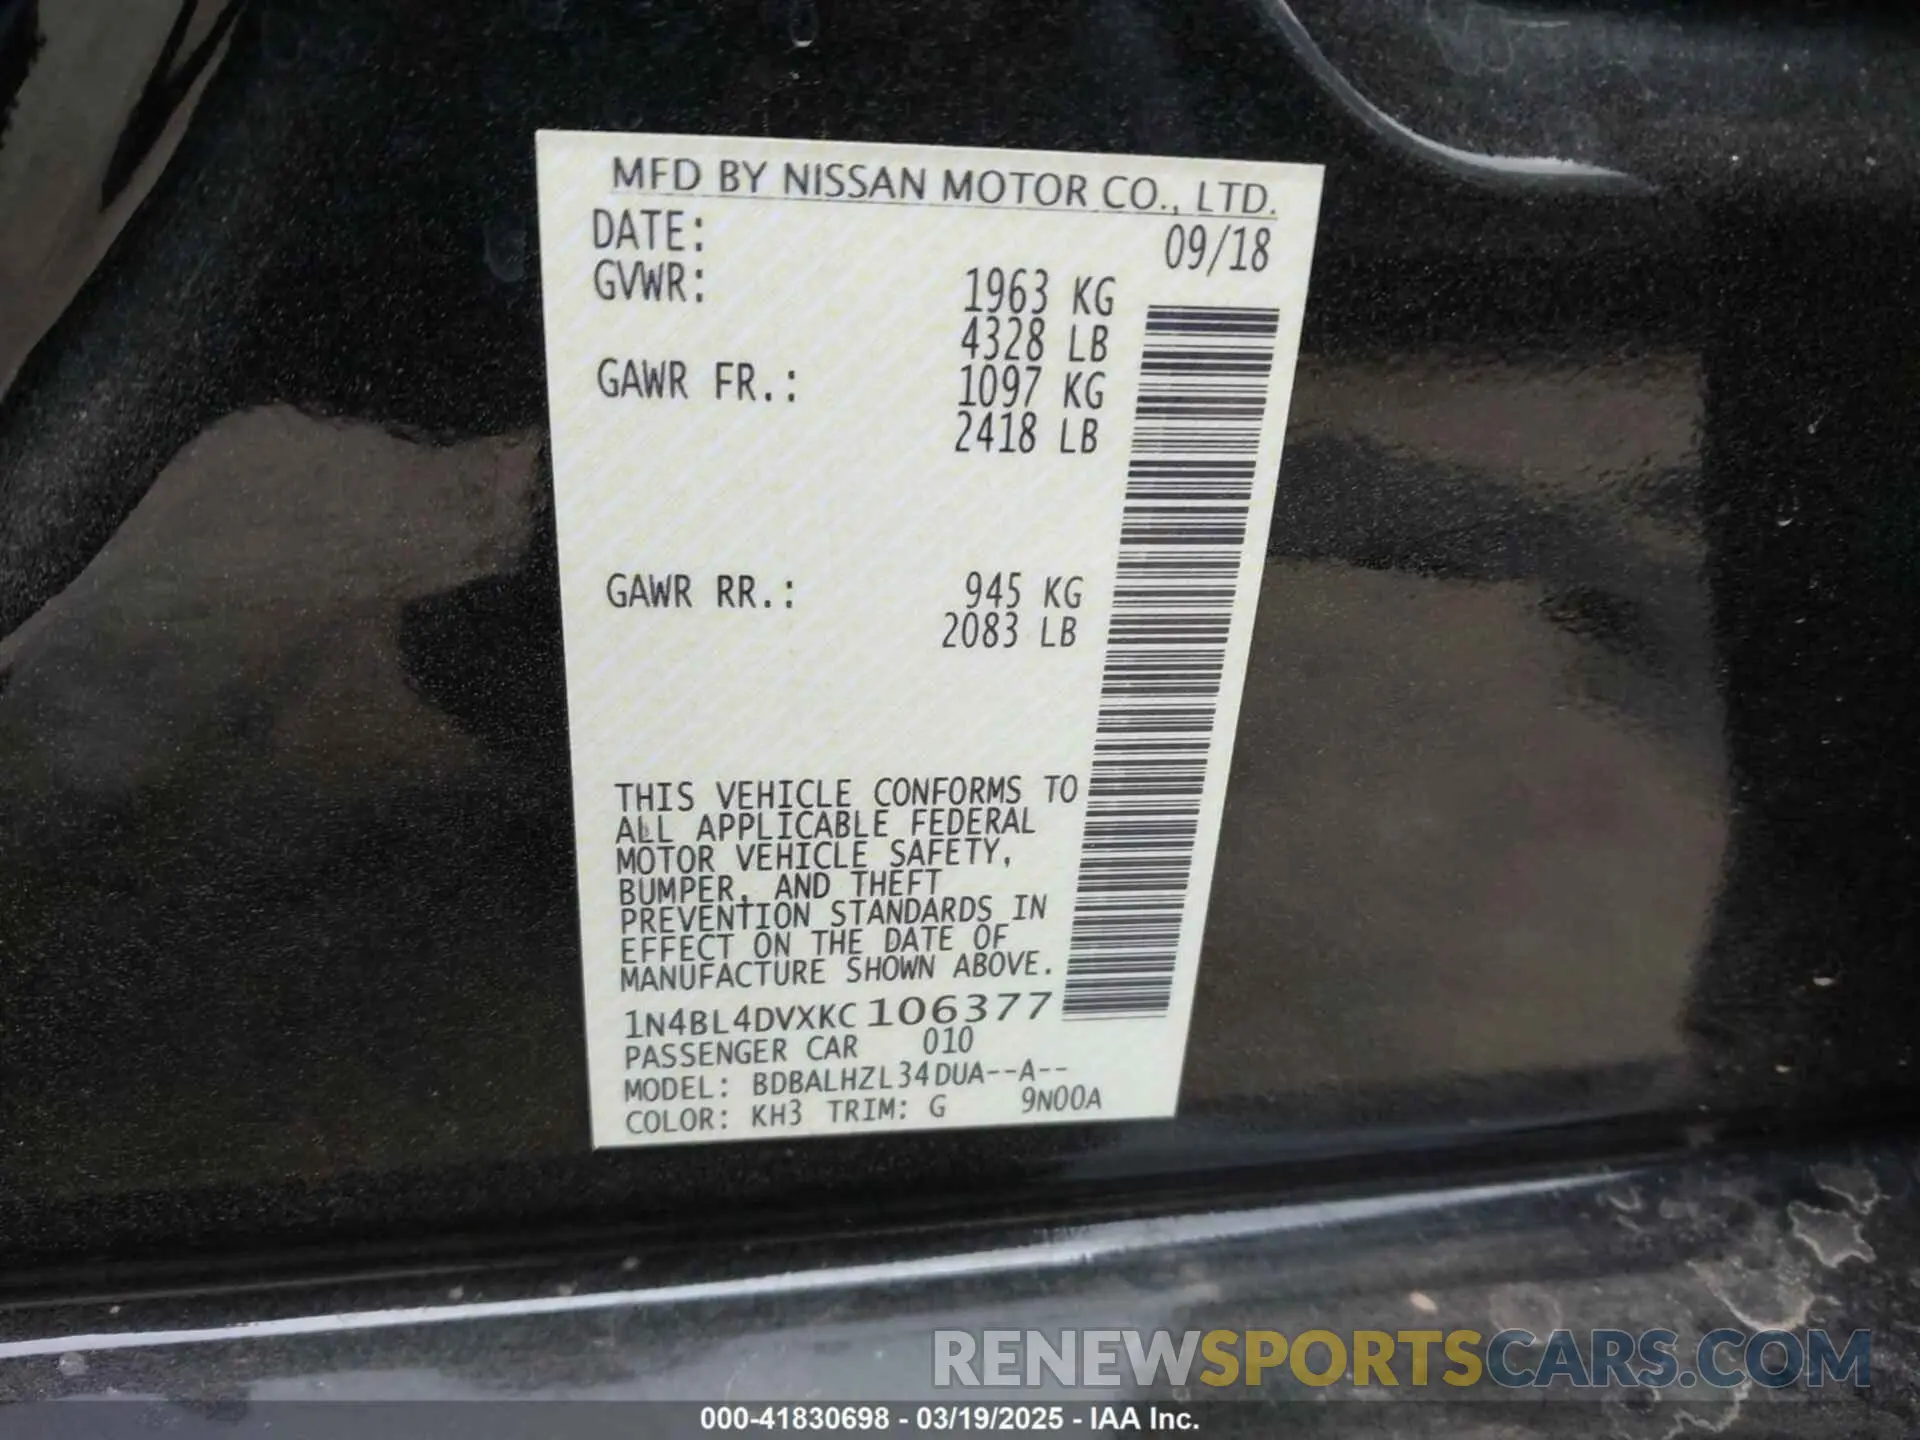 MFD BY NISSAN MOTOR CO., LTD.
DATE: 09/18
GVWR: 1963 KG
4328 LB
GAWR FR.: 1097 KG
2418 LB
GAWR RR.: 945 KG
2083 LB
THIS VEHICLE CONFORMS TO
ALL APPLICABLE FEDERAL
MOTOR VEHICLE SAFETY,
BUMPER, AND THEFT
PREVENTION STANDARDS IN
EFFECT ON THE DATE OF
MANUFACTURE SHOWN ABOVE.
1N4BL4DVXKC106377
PASSENGER CAR 010
MODEL: BDBALHZL34DUA--A--
COLOR: KH3 TRIM: G 9N00A
RENEWSPORTSCARS.COM
000-41830698 - 03/19/2025 - IAA Inc.